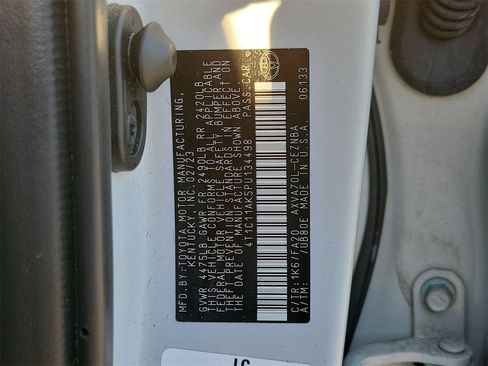 MFD.BY:TOYOTA MOTOR MANUFACTURING,
KENTUCKY, INC. 02/23
GVWR 4475LB GAWR FR 2490LB RR 2420LB
THIS VEHICLE CONFORMS TO ALL APPLICABLE
FEDERAL MOTOR VEHICLE SAFETY, BUMPER, AND
THEFT PREVENTION STANDARDS IN EFFECT ON
THE DATE OF MANUFACTURE SHOWN ABOVE.
4T1C11AK5PU134498 PASS.CAR
C/TR:1K6/FA20 AXVA70L-CEZNBA
A/TM: /UB80E MADE IN U.S.A. 06133